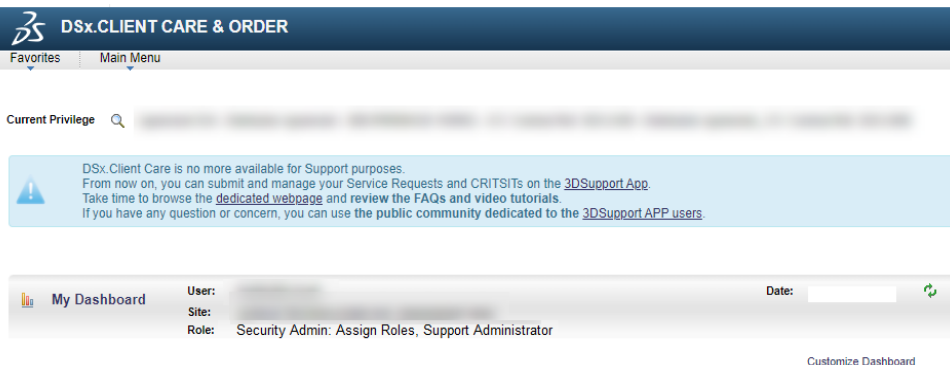 DSx.CLIENT CARE & ORDER
Favorites Main Menu
Current Privilege
DSx.Client Care is no more available for Support purposes.
From now on, you can submit and manage your Service Requests and CRITSITs on the 3DSupport App.
Take time to browse the dedicated webpage and review the FAQs and video tutorials.
If you have any question or concern, you can use the public community dedicated to the 3DSupport APP users.
My Dashboard
User:
Date:
Site:
Role: Security Admin: Assign Roles, Support Administrator
Customize Dashboard